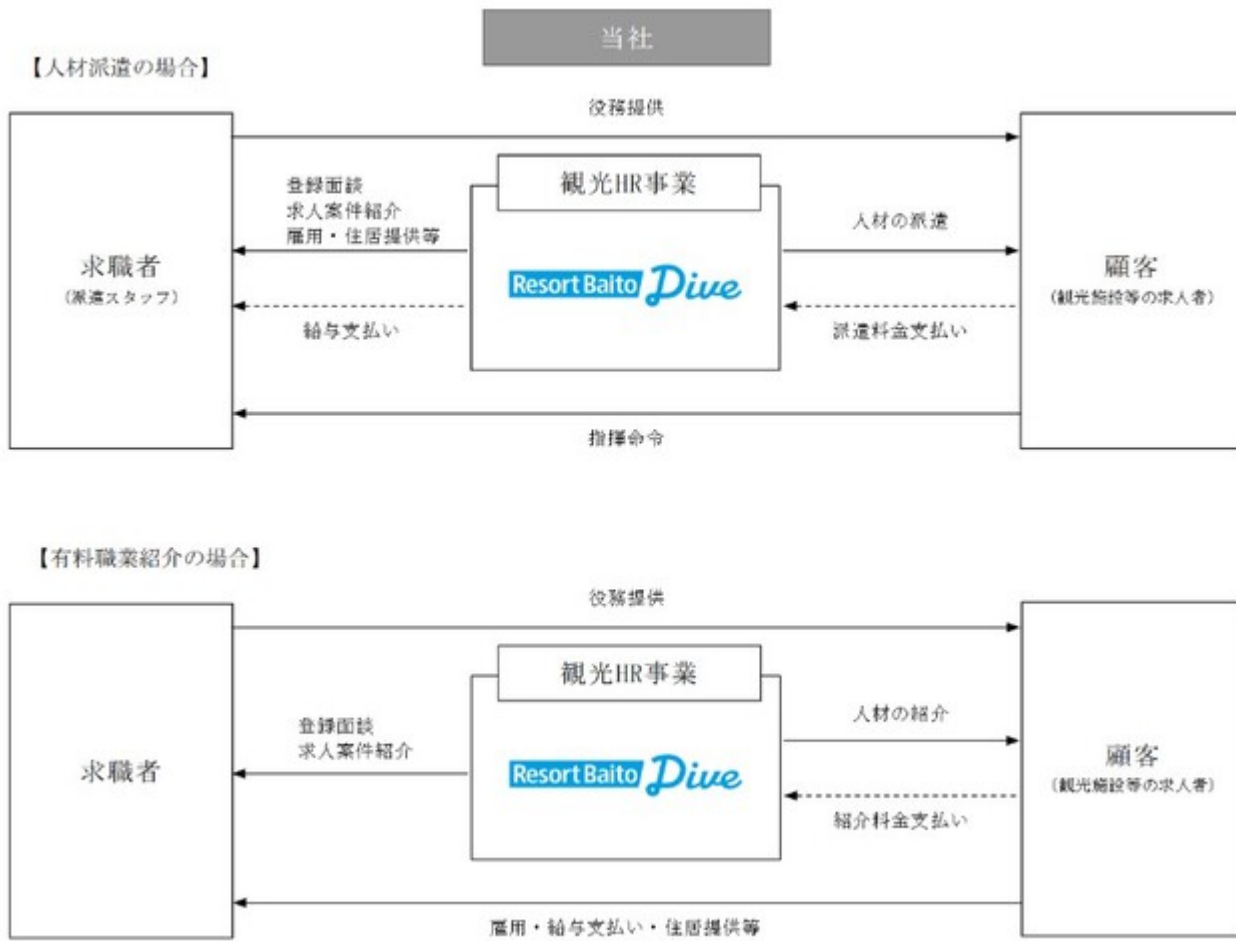 当社
【人材派遣の場合】
役務提供
観光HR事業
登録面談
求人案件紹介
雇用・住居提供等
人材の派遣
求職者
(派遣スタッフ)
Resort Baito Dive
顧客
(観光施設等の求人者)
給与支払い
派遣料金支払い
指揮命令
【有料職業紹介の場合】
役務提供
観光HR事業
登録面談
求人案件紹介
人材の紹介
求職者
Resort Baito Dive
顧客
(観光施設等の求人者)
紹介料金支払い
雇用・給与支払い・住居提供等